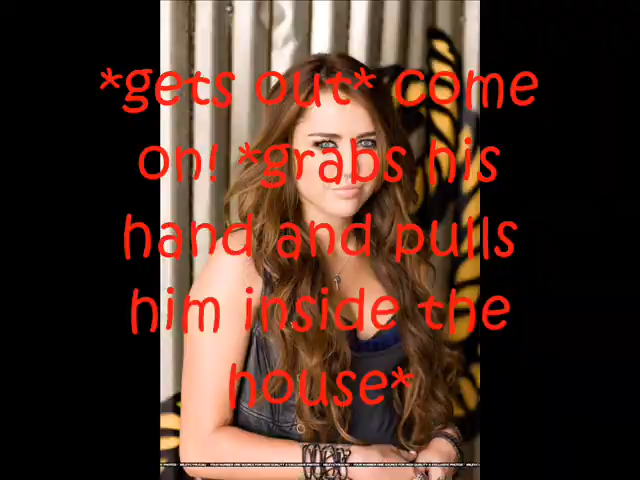 *gets out* come
on! *grabs his
hand and pulls
him inside the
house*